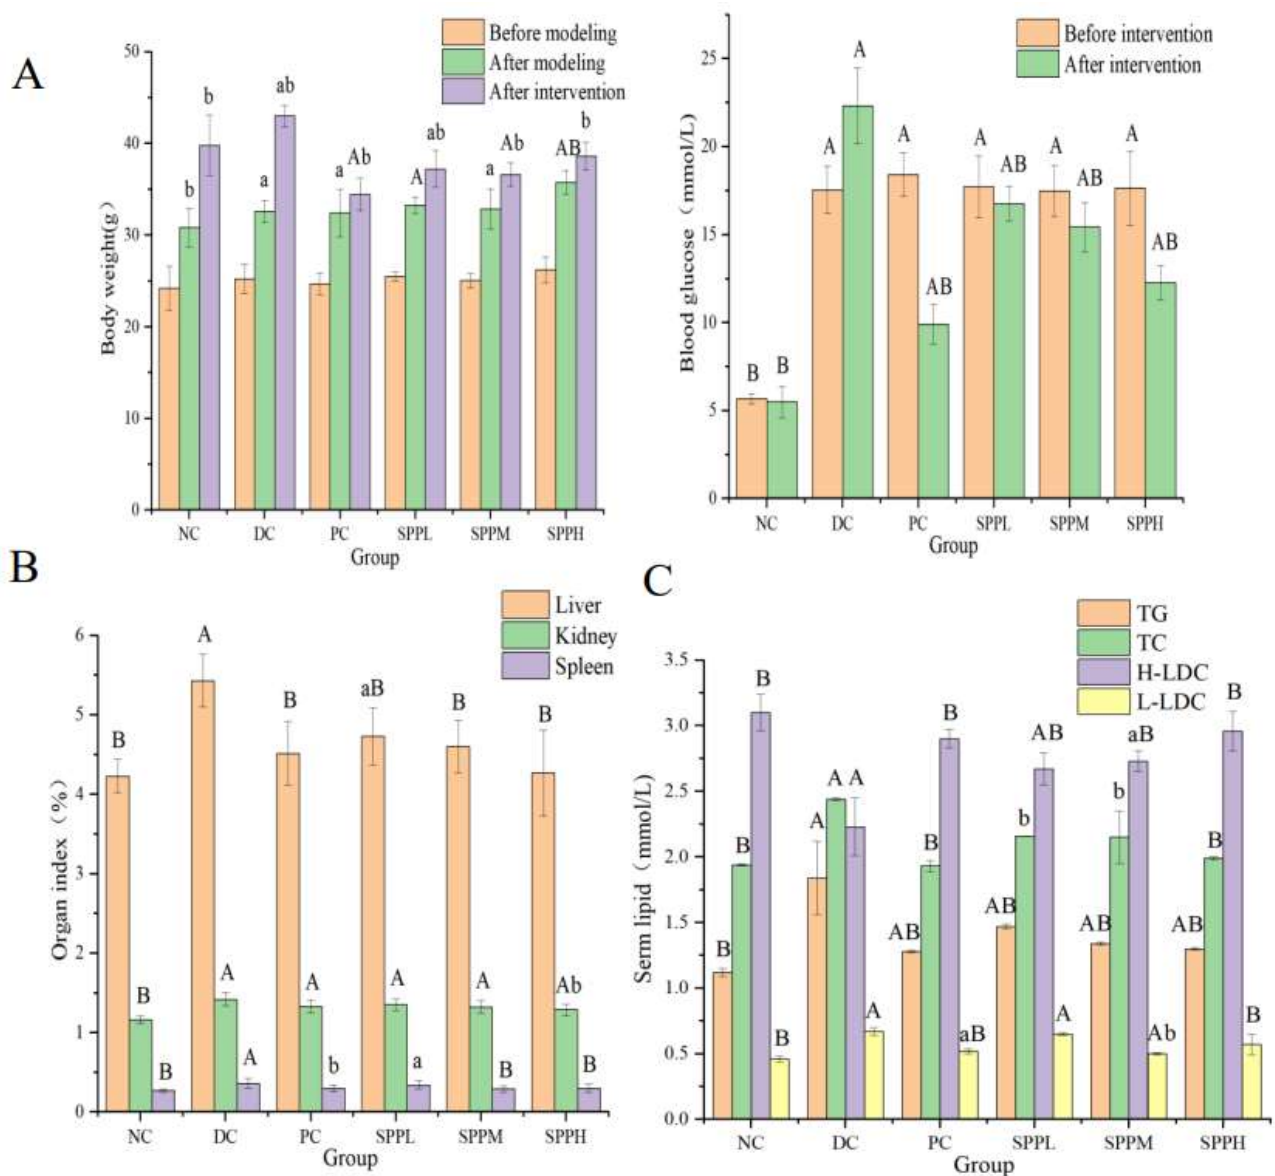 A
Before modeling
After modeling
After intervention
50
40
30
20
10
0
Body weight(g)
b
b
a
ab
a
Ab
A
ab
a
Ab
AB
b
NC DC PC SPPL SPPM SPPH
Group
Before intervention
After intervention
25
20
15
10
5
0
Blood glucose（mmol/L)
B B
A A
A AB
A AB
A AB
A AB
NC DC PC SPPL SPPM SPPH
Group
B
Liver
Kidney
Spleen
6
5
4
3
2
1
0
Organ index（%）
B B B
A A A
B A b
aB A a
B A B
B Ab B
NC DC PC SPPL SPPM SPPH
Group
C
TG
TC
H-LDC
L-LDC
3.5
3.0
2.5
2.0
1.5
1.0
0.5
0.0
Serm lipid（mmol/L)
B B B B
A A A A
AB B B aB
AB b AB A
AB b aB Ab
AB B B B
NC DC PC SPPL SPPM SPPH
Group